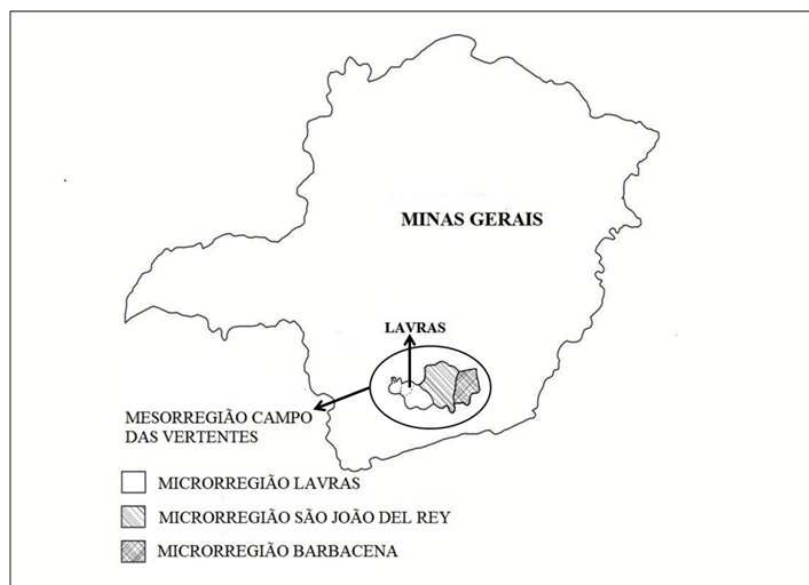 MINAS GERAIS
LAVRAS
MESORREGIÃO CAMPO
DAS VERTENTES
MICRORREGIÃO LAVRAS
MICRORREGIÃO SÃO JOÃO DEL REY
MICRORREGIÃO BARBACENA